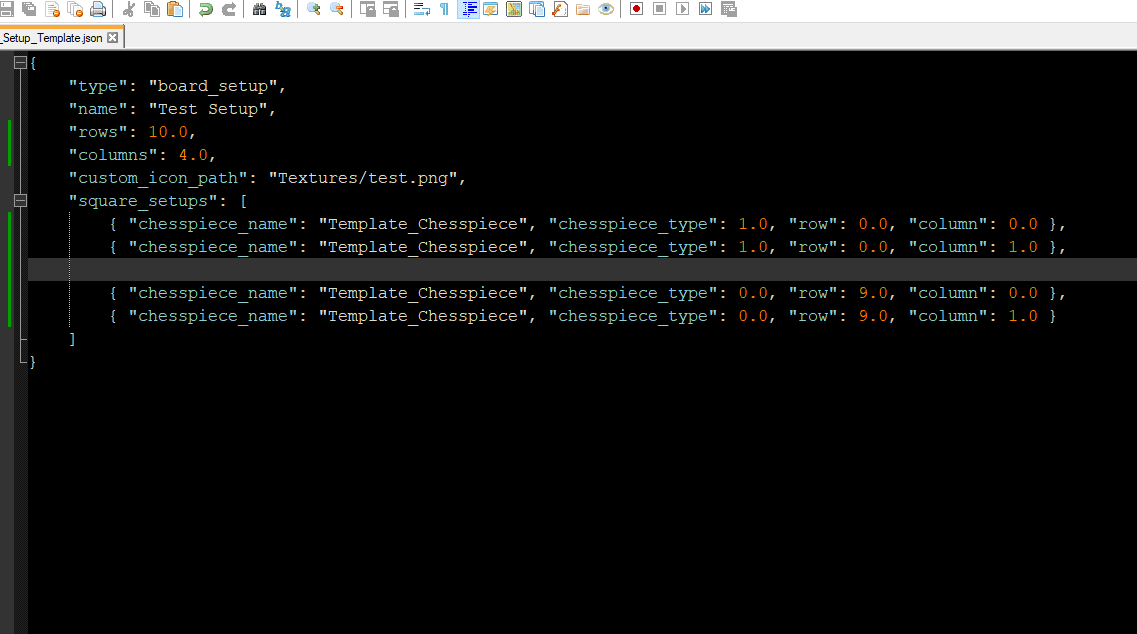 _Setup_Template.json
{
"type": "board_setup",
"name": "Test Setup",
"rows": 10.0,
"columns": 4.0,
"custom_icon_path": "Textures/test.png",
"square_setups": [
{ "chesspiece_name": "Template_Chesspiece", "chesspiece_type": 1.0, "row": 0.0, "column": 0.0 },
{ "chesspiece_name": "Template_Chesspiece", "chesspiece_type": 1.0, "row": 0.0, "column": 1.0 },
{ "chesspiece_name": "Template_Chesspiece", "chesspiece_type": 0.0, "row": 9.0, "column": 0.0 },
{ "chesspiece_name": "Template_Chesspiece", "chesspiece_type": 0.0, "row": 9.0, "column": 1.0 }
]
}